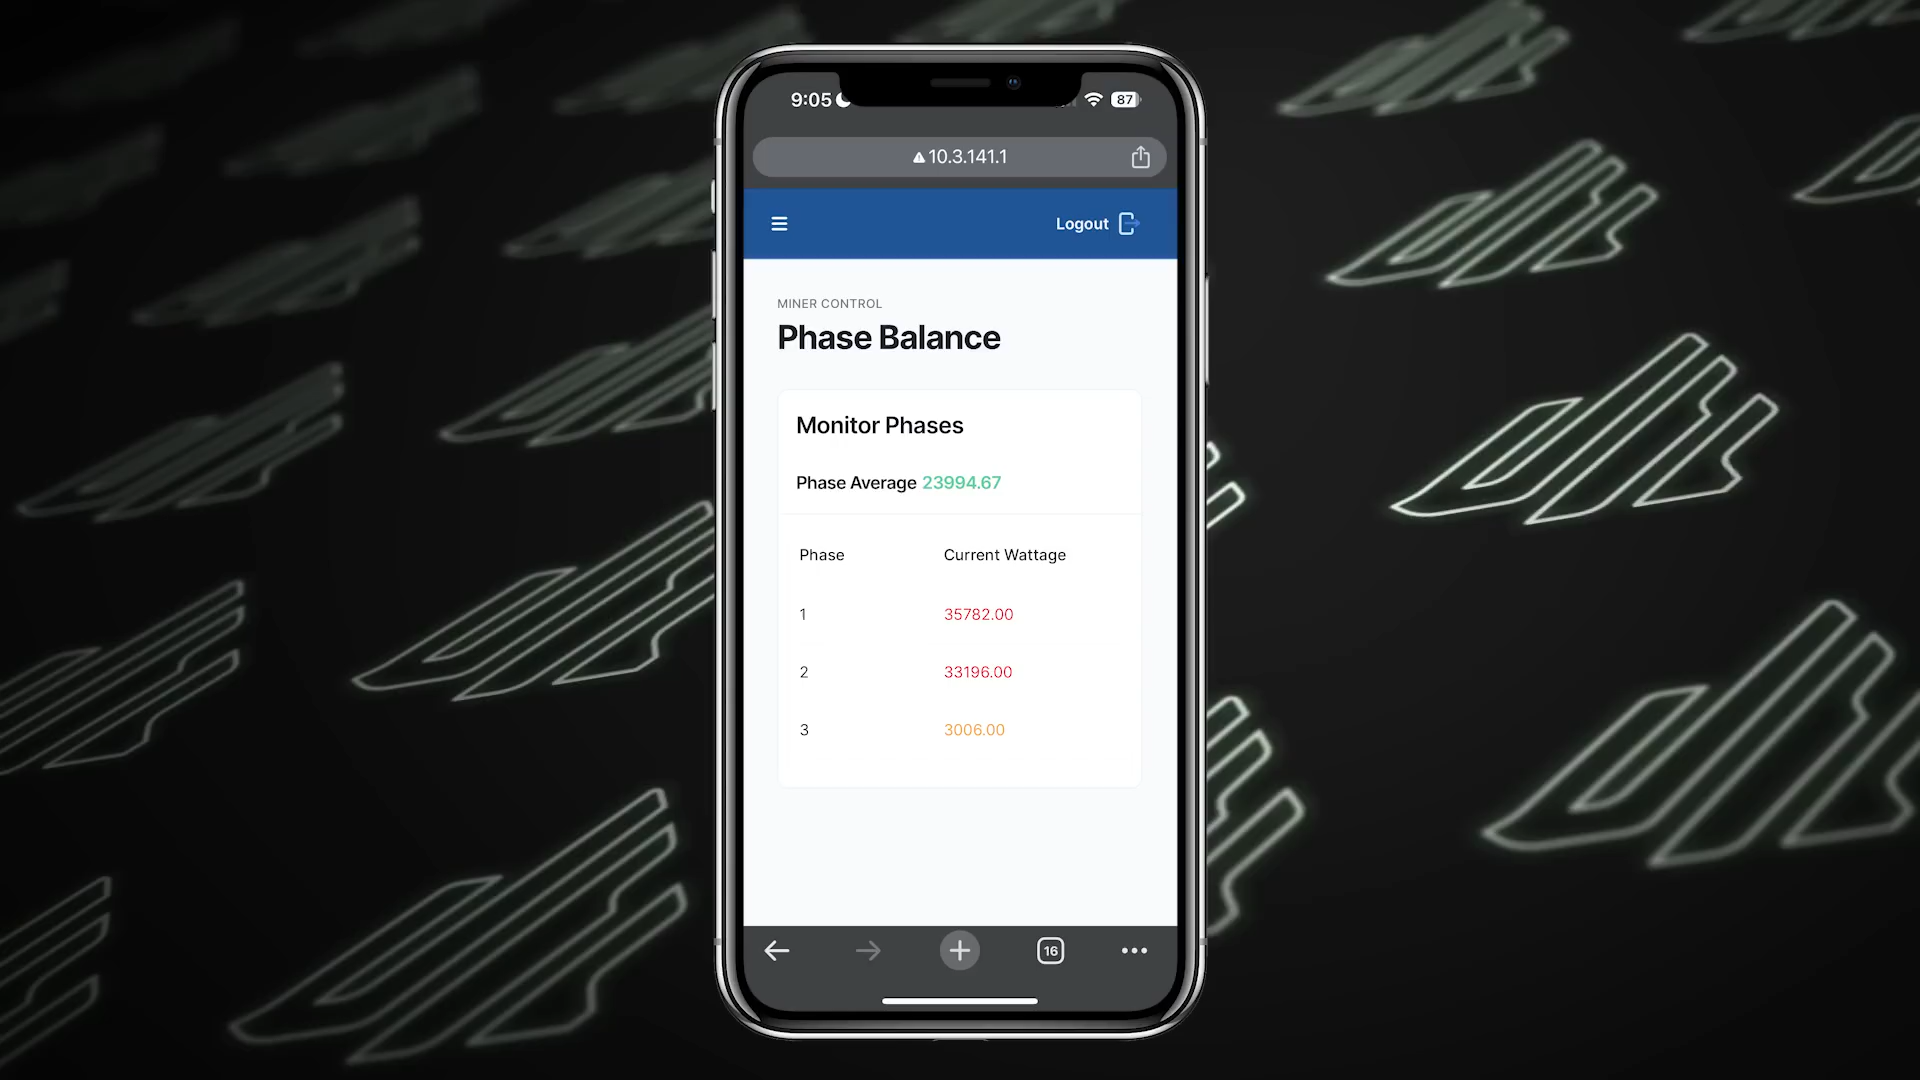 9:05
87
10.3.141.1
Logout
MINER CONTROL
Phase Balance
Monitor Phases
Phase Average 23994.67
Phase Current Wattage
1 35782.00
2 33196.00
3 3006.00
16